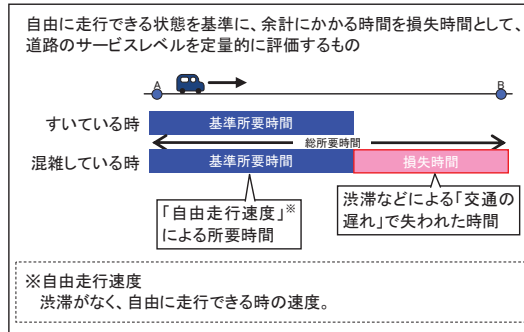 自由に走行できる状態を基準に、余計にかかる時間を損失時間として、
道路のサービスレベルを定量的に評価するもの
A
B
すいている時
基準所要時間
総所要時間
混雑している時
基準所要時間
損失時間
「自由走行速度」※
による所要時間
渋滞などによる「交通の
遅れ」で失われた時間
※自由走行速度
渋滞がなく、自由に走行できる時の速度。